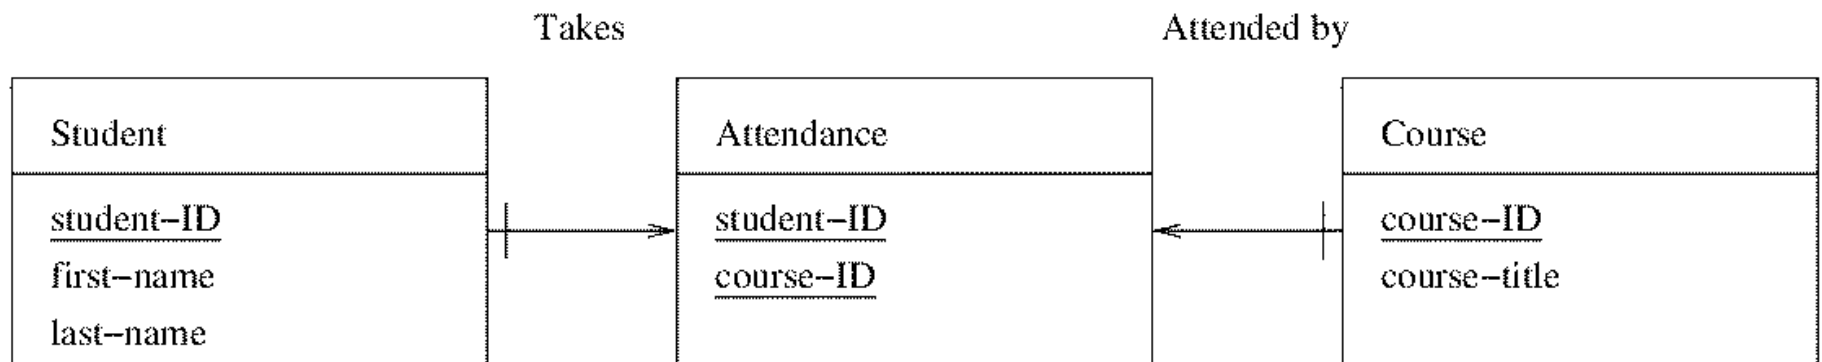 Takes
Attended by
Student
Attendance
Course
student–ID
first–name
last–name
student–ID
course–ID
course–ID
course–title